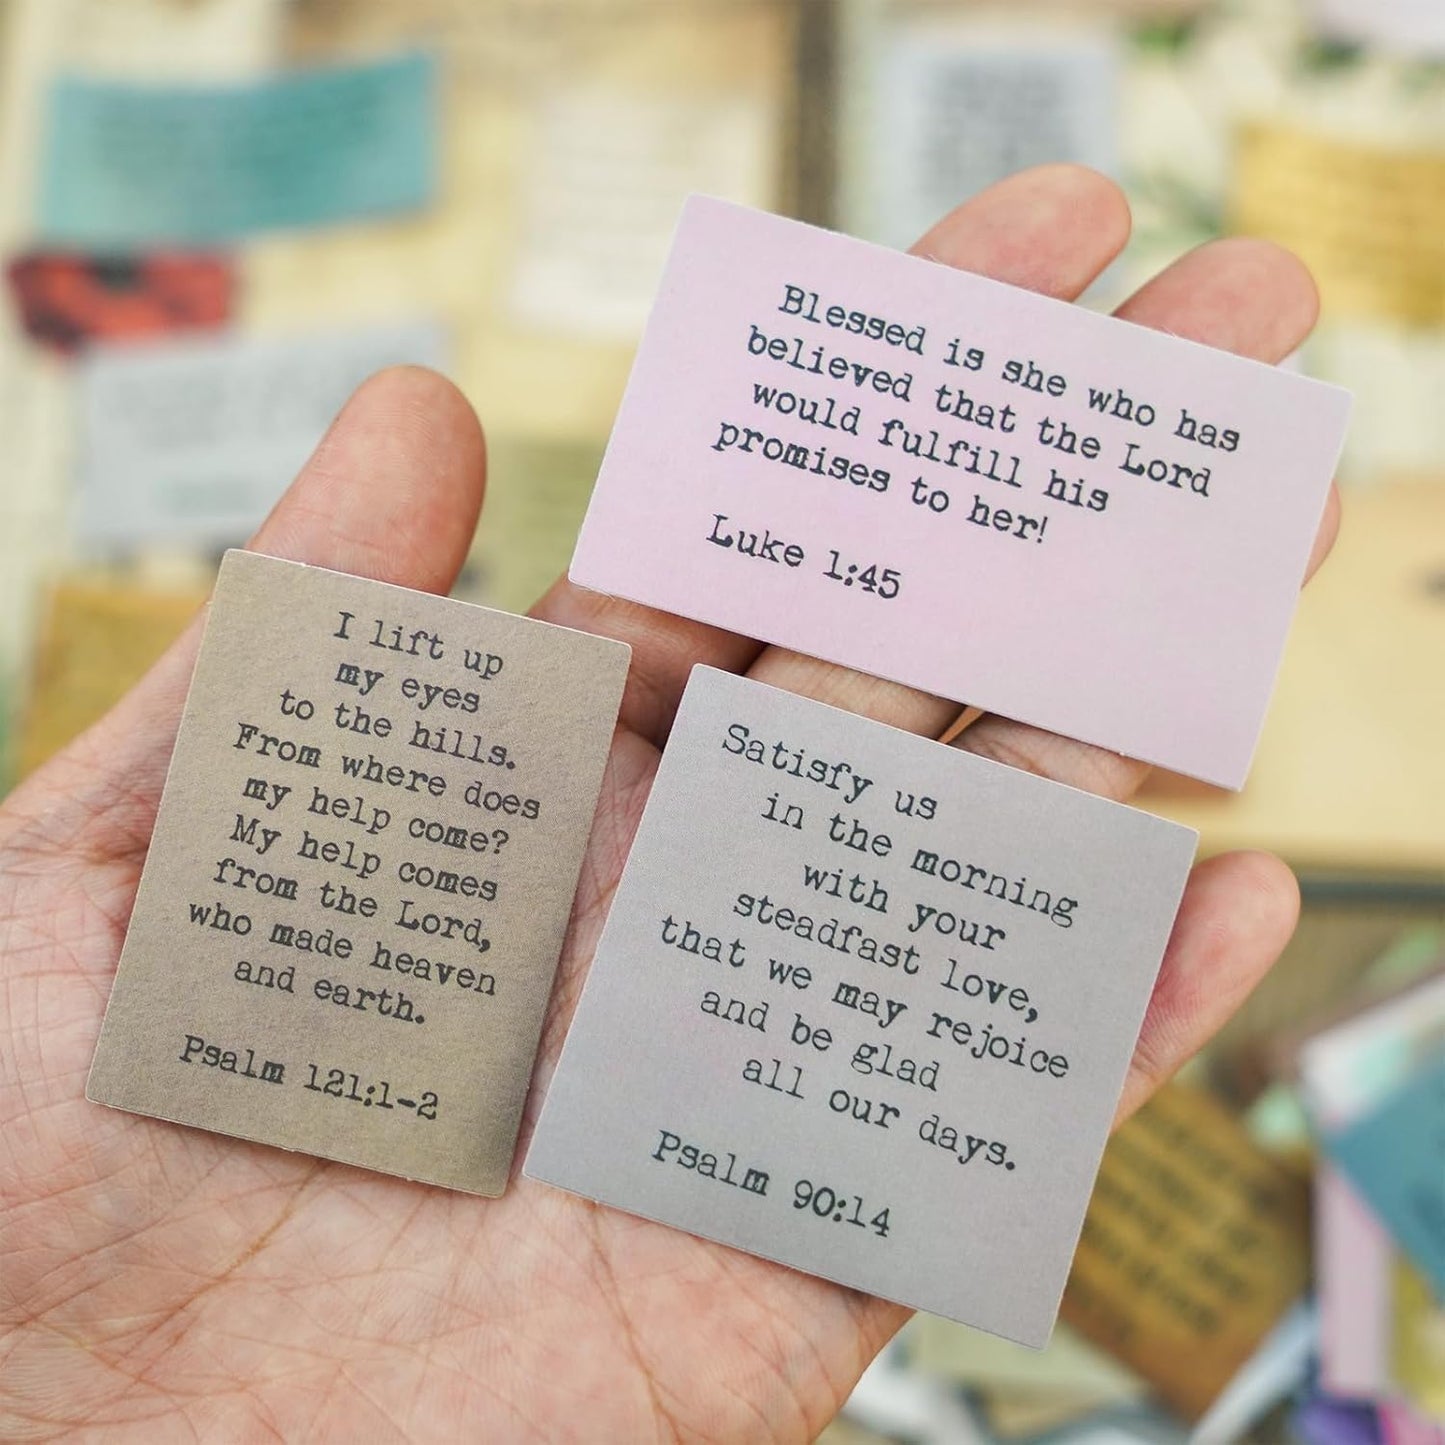 Blessed is she who has
believed that the Lord
would fulfill his
promises to her!
Luke 1:45
I lift up
my eyes
to the hills.
From where does
my help come?
My help comes
from the Lord,
who made heaven
and earth.
Psalm 121:1-2
Satisfy us
in the morning
with your
steadfast love,
that we may rejoice
and be glad
all our days.
Psalm 90:14